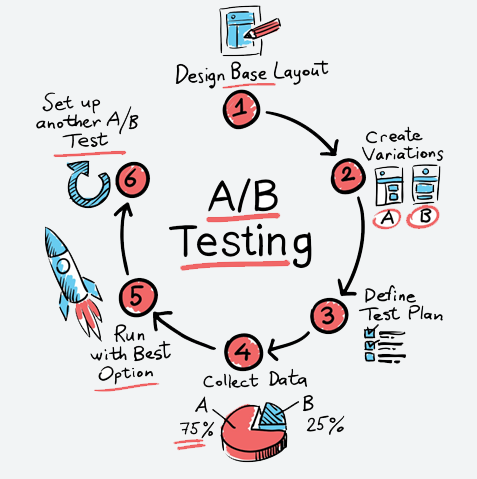 Design Base Layout
1
Create
Variations
2
A
B
Define
Test Plan
3
4
Collect Data
A
B
75%
25%
5
Run
with Best
Option
Set up
another A/B
Test
6
A/B
Testing